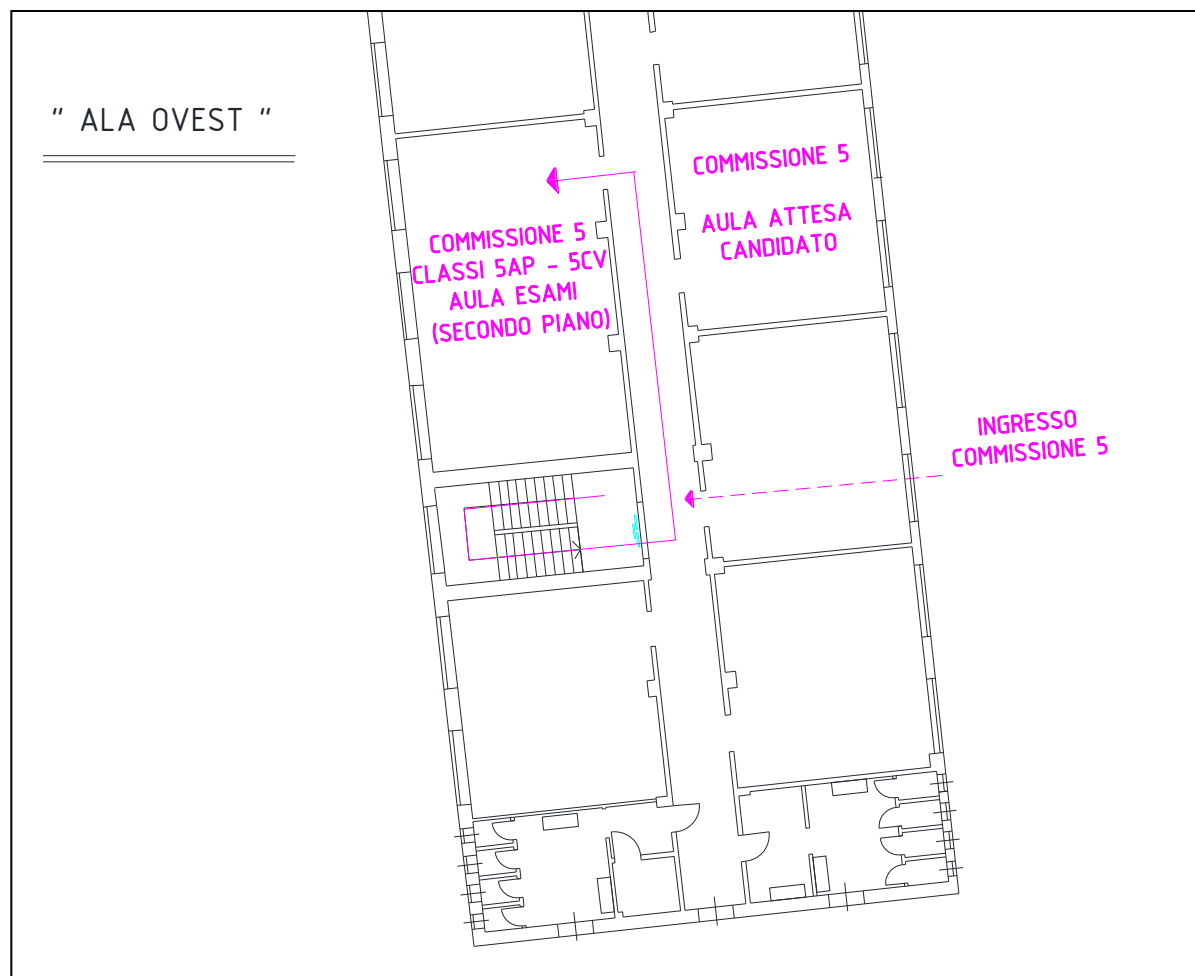 " ALA OVEST "
COMMISSIONE 5
AULA ATTESA
CANDIDATO
COMMISSIONE 5
CLASSI 5AP - 5CV
AULA ESAMI
(SECONDO PIANO)
INGRESSO
COMMISSIONE 5